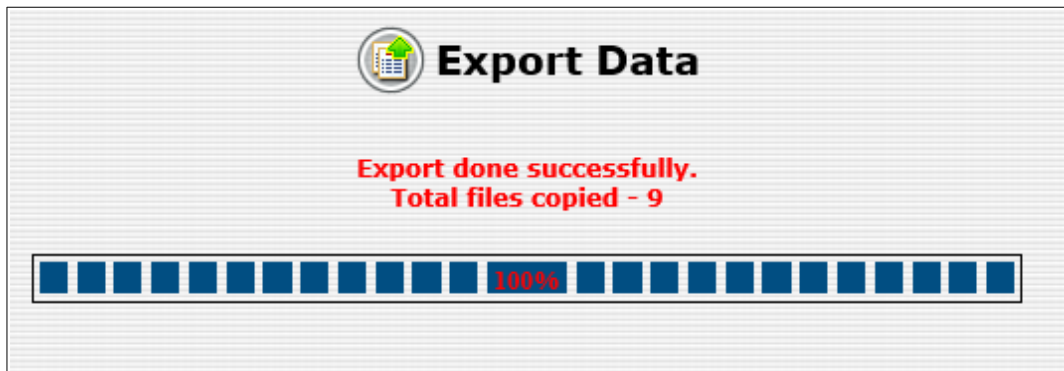 Export Data
Export done successfully.
Total files copied - 9
100%